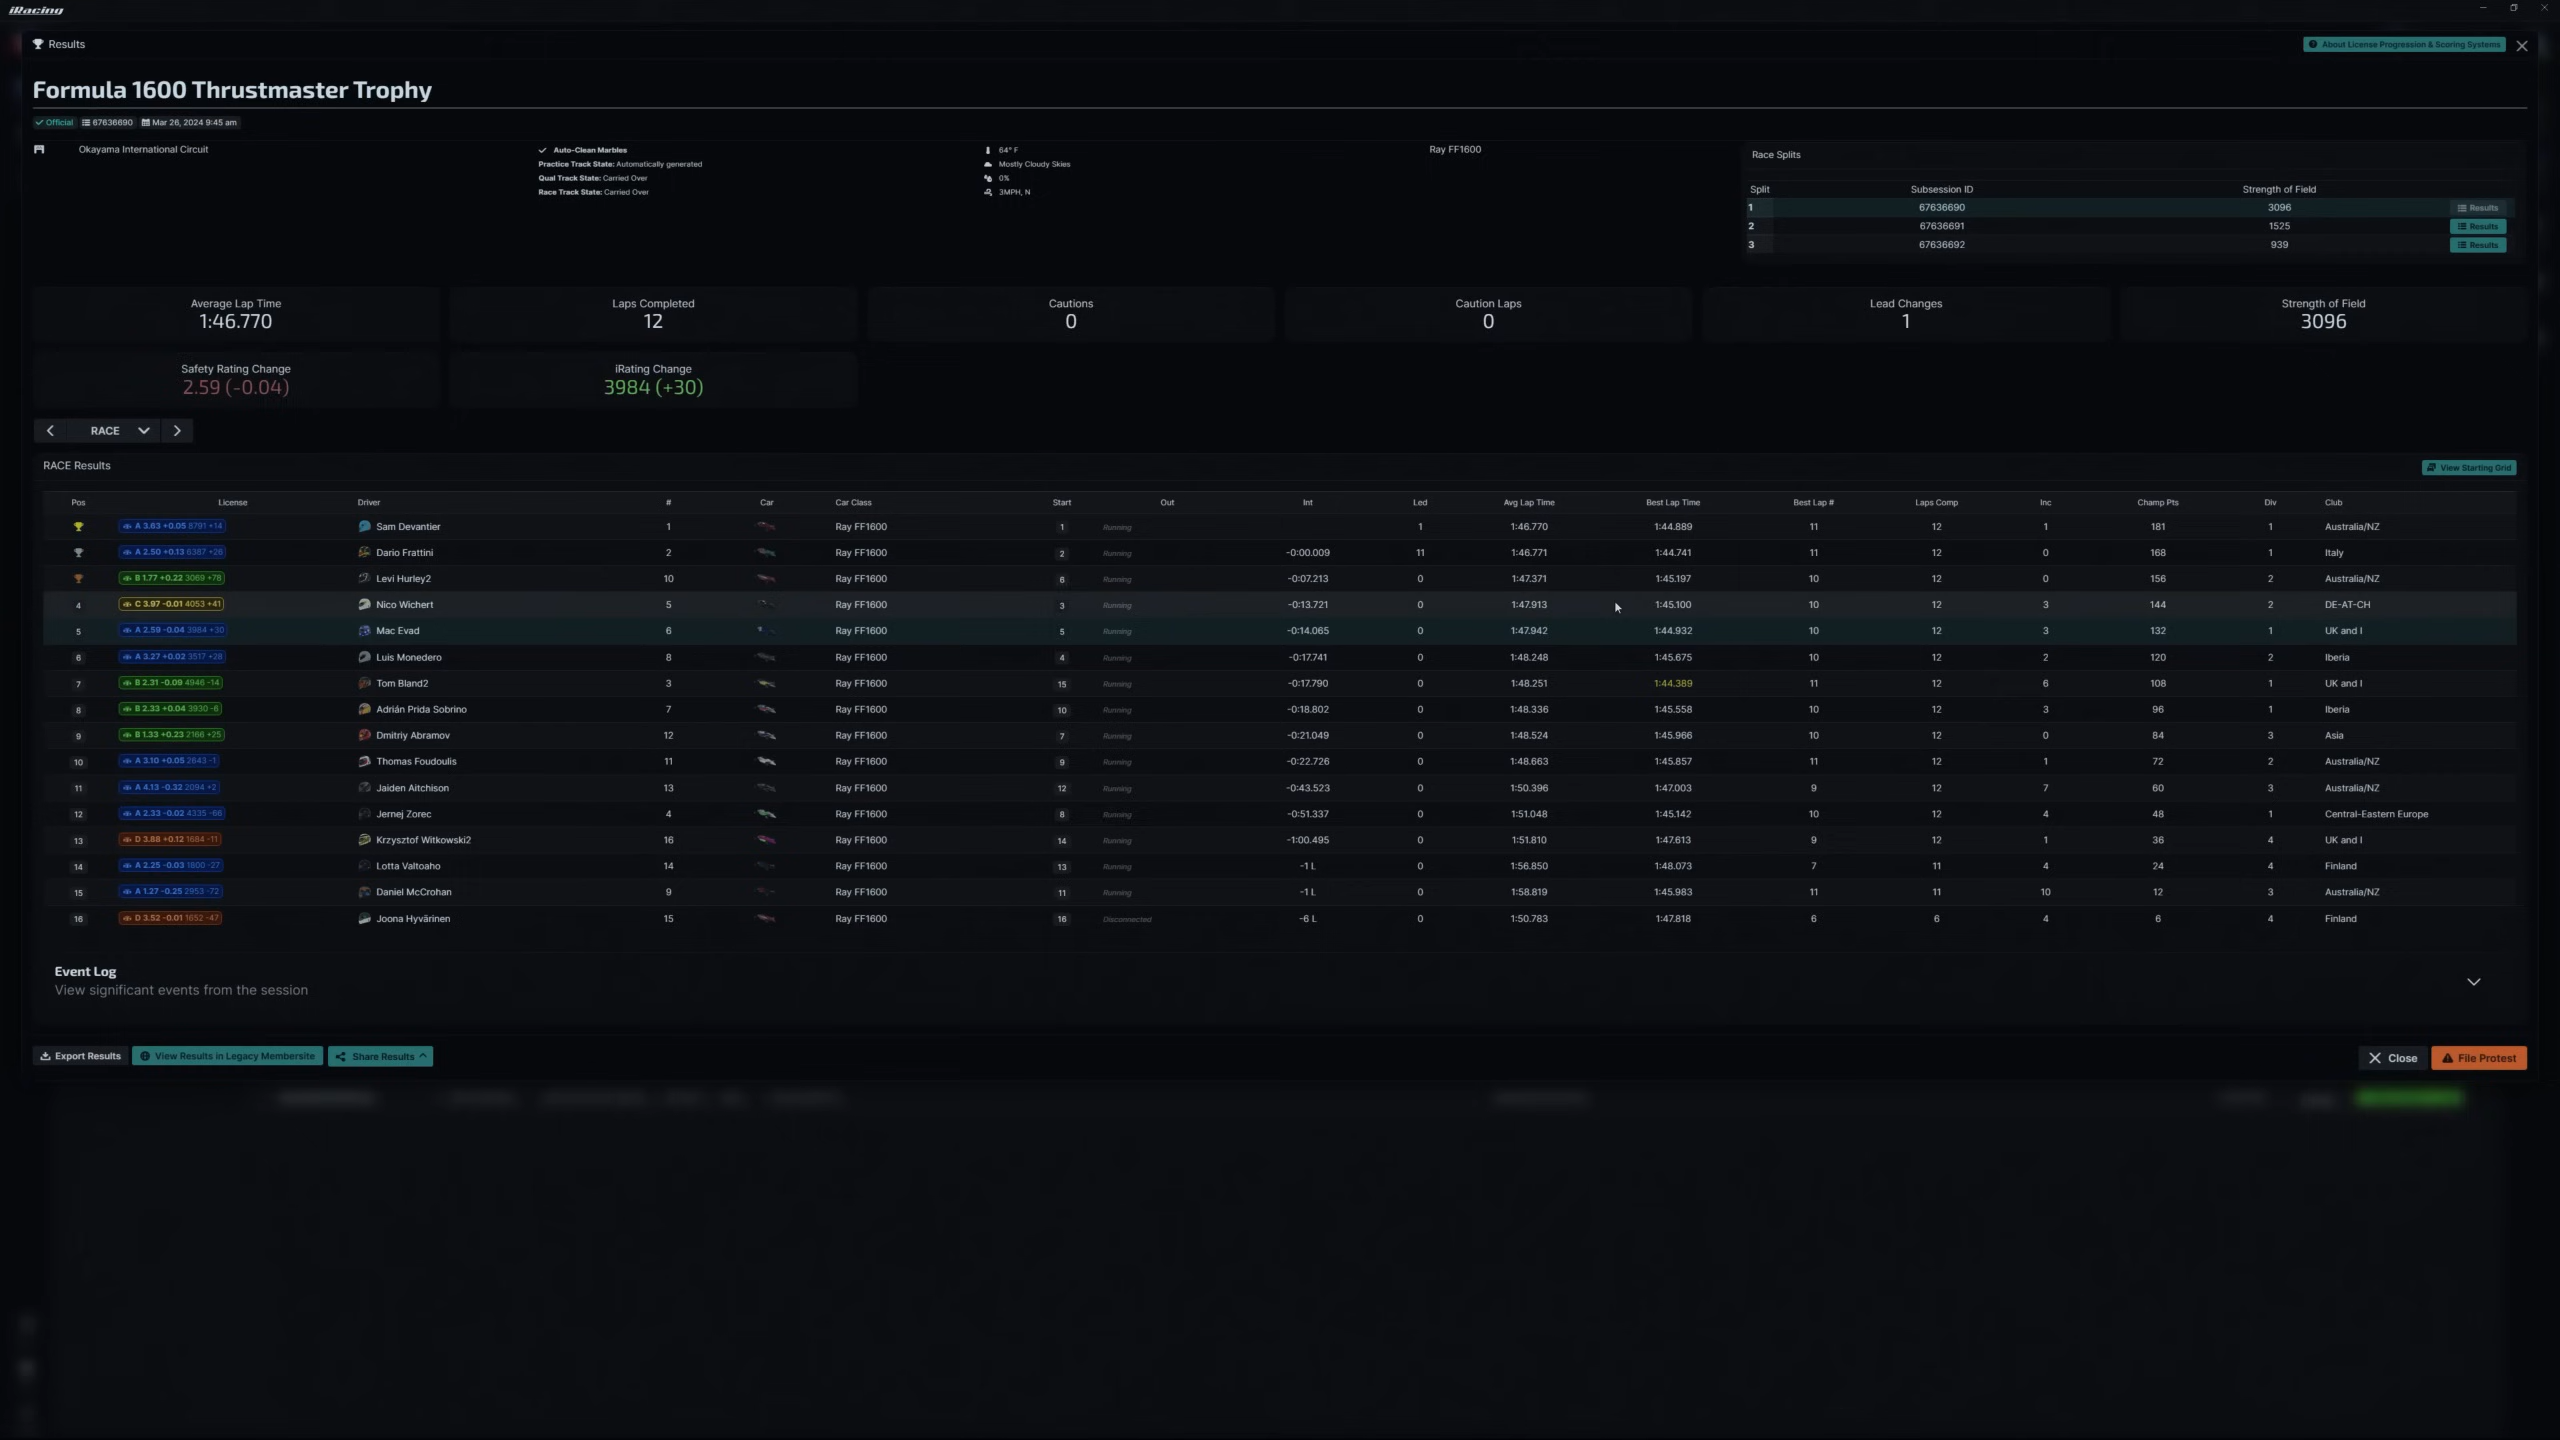 iRacing
Results
About License Progression & Scoring Systems
Formula 1600 Thrustmaster Trophy
Official 67636690 Mar 26, 2024 9:45 am
Okayama International Circuit
Auto-Clean Marbles
Practice Track State: Automatically generated
Qual Track State: Carried Over
Race Track State: Carried Over
64° F
Mostly Cloudy Skies
0%
3MPH, N
Ray FF1600
Race Splits
Split Subsession ID Strength of Field
1 67636690 3096 Results
2 67636691 1525 Results
3 67636692 939 Results
Average Lap Time Laps Completed Cautions Caution Laps Lead Changes Strength of Field
1:46.770 12 0 0 1 3096
Safety Rating Change iRating Change
2.59 (-0.04) 3984 (+30)
RACE
RACE Results
View Starting Grid
Pos License Driver # Car Car Class Start Out Int Led Avg Lap Time Best Lap Time Best Lap # Laps Comp Inc Champ Pts Div Club
A 3.63 +0.05 8791 +14 Sam Devantier 1 Ray FF1600 1 Running 1 1:46.770 1:44.889 11 12 1 181 1 Australia/NZ
A 2.50 +0.13 6387 +26 Dario Frattini 2 Ray FF1600 2 Running -0:00.009 11 1:46.771 1:44.741 11 12 0 168 1 Italy
B 1.77 +0.22 3069 +78 Levi Hurley2 10 Ray FF1600 6 Running -0:07.213 0 1:47.371 1:45.197 10 12 0 156 2 Australia/NZ
4 C 3.97 -0.01 4053 +41 Nico Wichert 5 Ray FF1600 3 Running -0:13.721 0 1:47.913 1:45.100 10 12 3 144 2 DE-AT-CH
5 A 2.59 -0.04 3984 +30 Mac Evad 6 Ray FF1600 5 Running -0:14.065 0 1:47.942 1:44.932 10 12 3 132 1 UK and I
6 A 3.27 +0.02 3517 +28 Luis Monedero 8 Ray FF1600 4 Running -0:17.741 0 1:48.248 1:45.675 10 12 2 120 2 Iberia
7 B 2.31 -0.09 4946 -14 Tom Bland2 3 Ray FF1600 15 Running -0:17.790 0 1:48.251 1:44.389 11 12 6 108 1 UK and I
8 B 2.33 +0.04 3930 -6 Adrián Prida Sobrino 7 Ray FF1600 10 Running -0:18.802 0 1:48.336 1:45.558 10 12 3 96 1 Iberia
9 B 1.33 +0.23 2166 +25 Dmitriy Abramov 12 Ray FF1600 7 Running -0:21.049 0 1:48.524 1:45.966 10 12 0 84 3 Asia
10 A 3.10 +0.05 2643 -1 Thomas Foudoulis 11 Ray FF1600 9 Running -0:22.726 0 1:48.663 1:45.857 11 12 1 72 2 Australia/NZ
11 A 4.13 -0.32 2094 +2 Jaiden Aitchison 13 Ray FF1600 12 Running -0:43.523 0 1:50.396 1:47.003 9 12 7 60 3 Australia/NZ
12 A 2.33 -0.02 4335 -66 Jernej Zorec 4 Ray FF1600 8 Running -0:51.337 0 1:51.048 1:45.142 10 12 4 48 1 Central-Eastern Europe
13 D 3.88 +0.12 1684 -11 Krzysztof Witkowski2 16 Ray FF1600 14 Running -1:00.495 0 1:51.810 1:47.613 9 12 1 36 4 UK and I
14 A 2.25 -0.03 1800 -27 Lotta Valtoaho 14 Ray FF1600 13 Running -1 L 0 1:56.850 1:48.073 7 11 4 24 4 Finland
15 A 1.27 -0.25 2953 -72 Daniel McCrohan 9 Ray FF1600 11 Running -1 L 0 1:58.819 1:45.983 11 11 10 12 3 Australia/NZ
16 D 3.52 -0.01 1652 -47 Joona Hyvärinen 15 Ray FF1600 16 Disconnected -6 L 0 1:50.783 1:47.818 6 6 4 6 4 Finland
Event Log
View significant events from the session
Export Results View Results in Legacy Membersite Share Results
Close File Protest